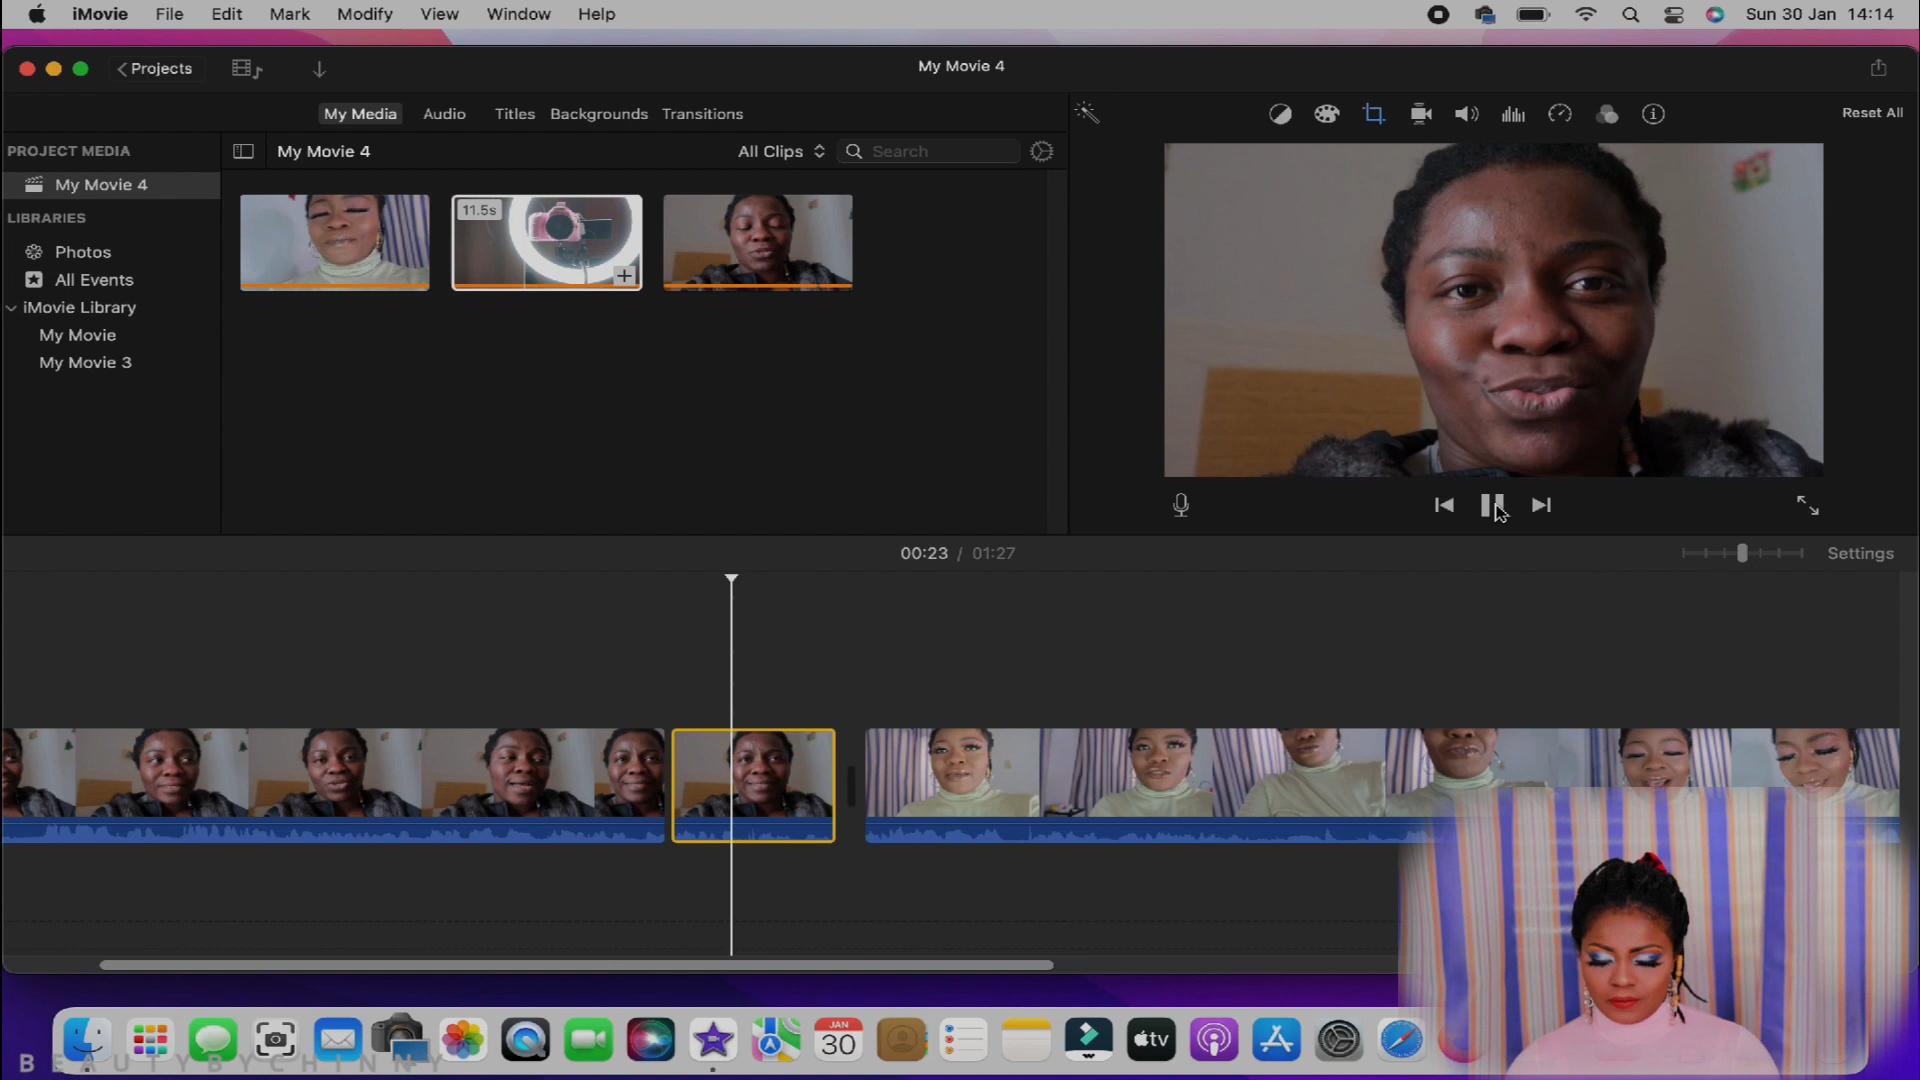 iMovie File Edit Mark Modify View Window Help Sun 30 Jan 14:14
Projects My Movie 4
My Media Audio Titles Backgrounds Transitions Reset All
PROJECT MEDIA My Movie 4 All Clips Search
My Movie 4
11.5s
LIBRARIES
Photos
All Events
iMovie Library
My Movie
My Movie 3
00:23 / 01:27 Settings
JAN
30
tv
BEAUTYBYCHINNY